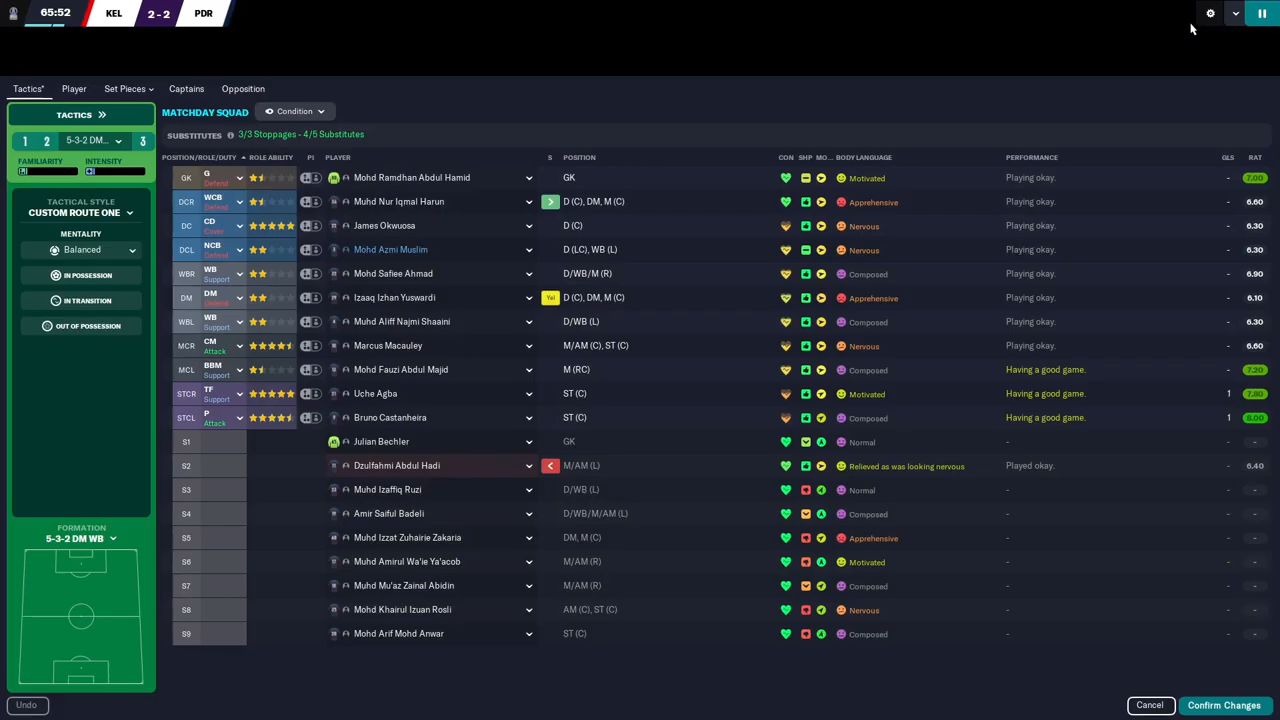 65:52 KEL 2 - 2 PDR
Tactics* Player Set Pieces Captains Opposition
TACTICS
1 2 5-3-2 DM... 3
FAMILIARITY INTENSITY
TACTICAL STYLE
CUSTOM ROUTE ONE
MENTALITY
Balanced
IN POSSESSION
IN TRANSITION
OUT OF POSSESSION
FORMATION
5-3-2 DM WB
MATCHDAY SQUAD Condition
SUBSTITUTES 3/3 Stoppages - 4/5 Substitutes
POSITION/ROLE/DUTY ROLE ABILITY PI PLAYER S POSITION CON SHP MO... BODY LANGUAGE PERFORMANCE GLS RAT
GK G Defend Mohd Ramdhan Abdul Hamid GK Motivated Playing okay. - 7.00
DCR WCB Defend Muhd Nur Iqmal Harun D (C), DM, M (C) Apprehensive Playing okay. - 6.60
DC CD Cover James Okwuosa D (C) Nervous Playing okay. - 6.30
DCL NCB Defend Mohd Azmi Muslim D (LC), WB (L) Nervous Playing okay. - 6.30
WBR WB Support Mohd Safiee Ahmad D/WB/M (R) Composed Playing okay. - 6.90
DM DM Defend Izaaq Izhan Yuswardi Yel D (C), DM, M (C) Apprehensive Playing okay. - 6.10
WBL WB Support Muhd Aliff Najmi Shaaini D/WB (L) Composed Playing okay. - 6.30
MCR CM Attack Marcus Macauley M/AM (C), ST (C) Nervous Playing okay. - 6.60
MCL BBM Support Mohd Fauzi Abdul Majid M (RC) Composed Having a good game. - 7.20
STCR TF Support Uche Agba ST (C) Motivated Having a good game. 1 7.80
STCL P Attack Bruno Castanheira ST (C) Composed Having a good game. 1 8.00
S1 Julian Bechler GK Normal - - -
S2 Dzulfahmi Abdul Hadi M/AM (L) Relieved as was looking nervous Played okay. - 6.40
S3 Muhd Izaffiq Ruzi D/WB (L) Normal - - -
S4 Amir Saiful Badeli D/WB/M/AM (L) Composed - - -
S5 Muhd Izzat Zuhairie Zakaria DM, M (C) Apprehensive - - -
S6 Muhd Amirul Wa'ie Ya'acob M/AM (R) Motivated - - -
S7 Muhd Mu'az Zainal Abidin M/AM (R) Composed - - -
S8 Mohd Khairul Izuan Rosli AM (C), ST (C) Nervous - - -
S9 Mohd Arif Mohd Anwar ST (C) Composed - - -
Undo Cancel Confirm Changes